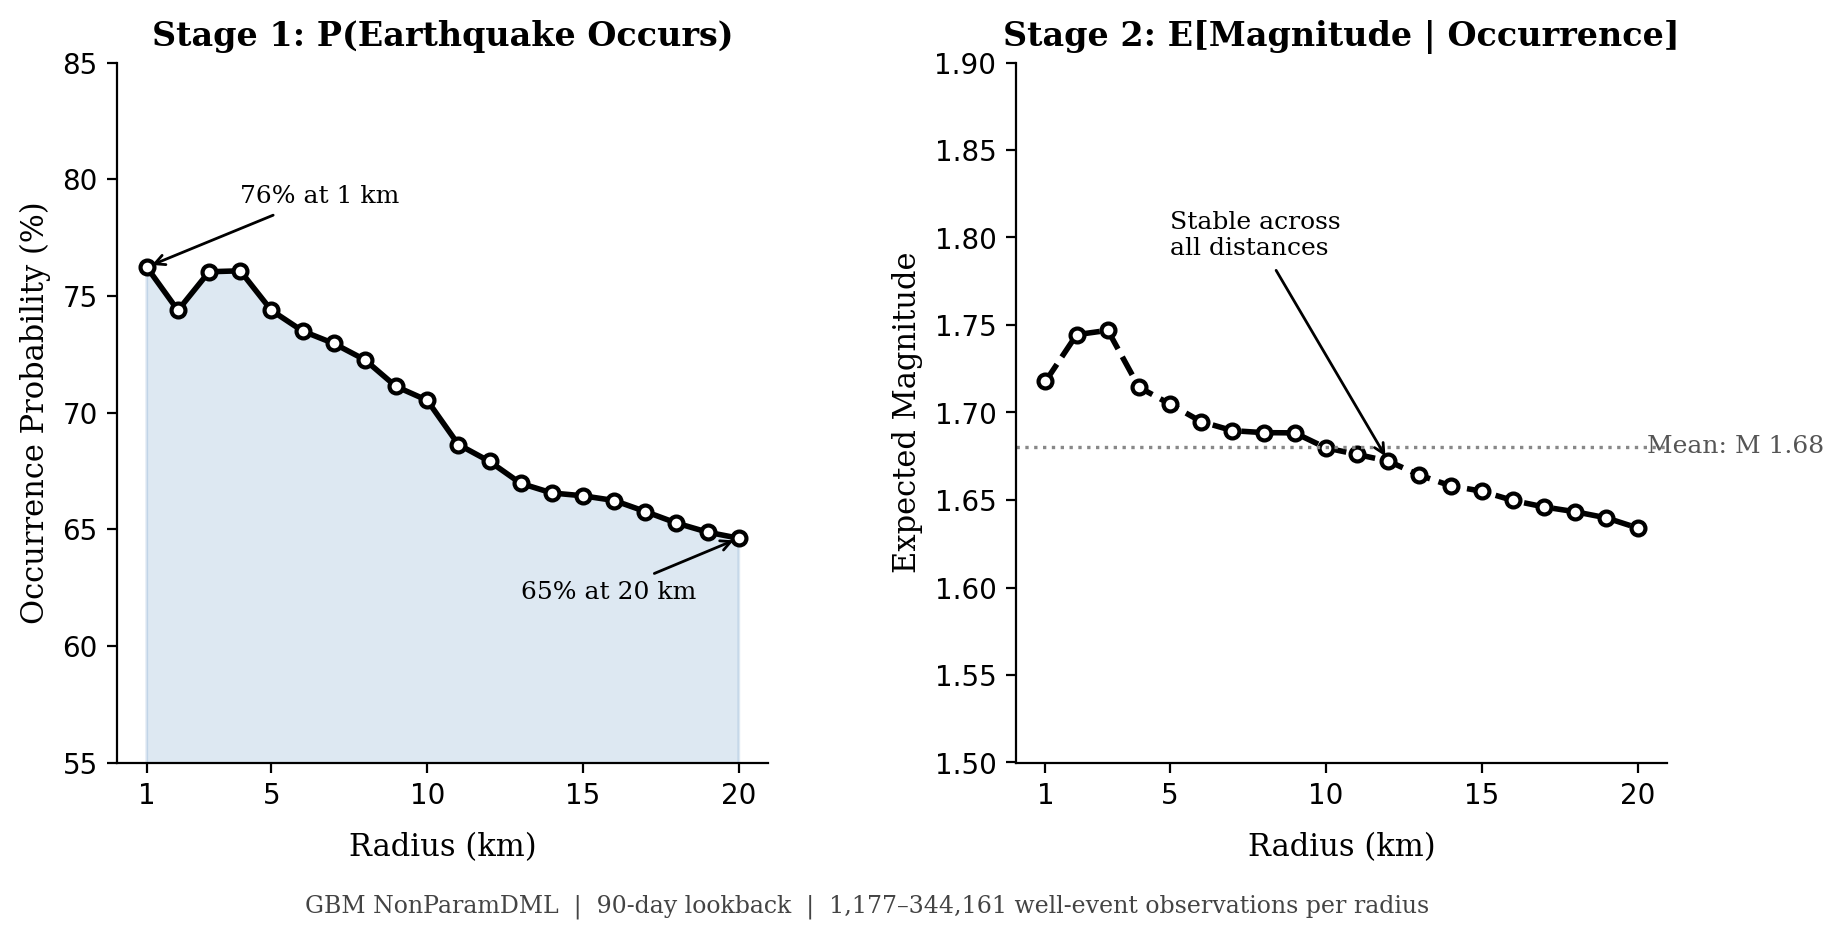 Stage 1: P(Earthquake Occurs)
85
80
75
70
65
60
55
Occurrence Probability (%)
76% at 1 km
65% at 20 km
1
5
10
15
20
Radius (km)
Stage 2: E[Magnitude | Occurrence]
1.90
1.85
1.80
1.75
1.70
1.65
1.60
1.55
1.50
Expected Magnitude
Stable across
all distances
Mean: M 1.68
1
5
10
15
20
Radius (km)
GBM NonParamDML | 90-day lookback | 1,177–344,161 well-event observations per radius